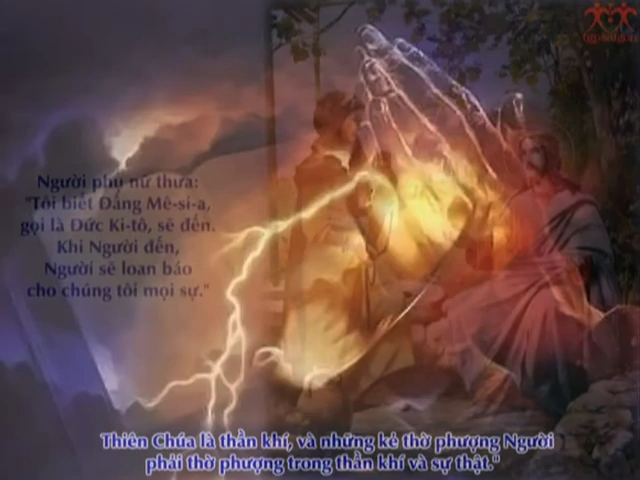 Người phụ nữ thưa:
"Tôi biết Đấng Mê-si-a,
gọi là Đức Ki-tô, sẽ đến.
Khi Người đến,
Người sẽ loan báo
cho chúng tôi mọi sự."
Thiên Chúa là thần khí, và những kẻ thờ phượng Người
phải thờ phượng trong thần khí và sự thật."